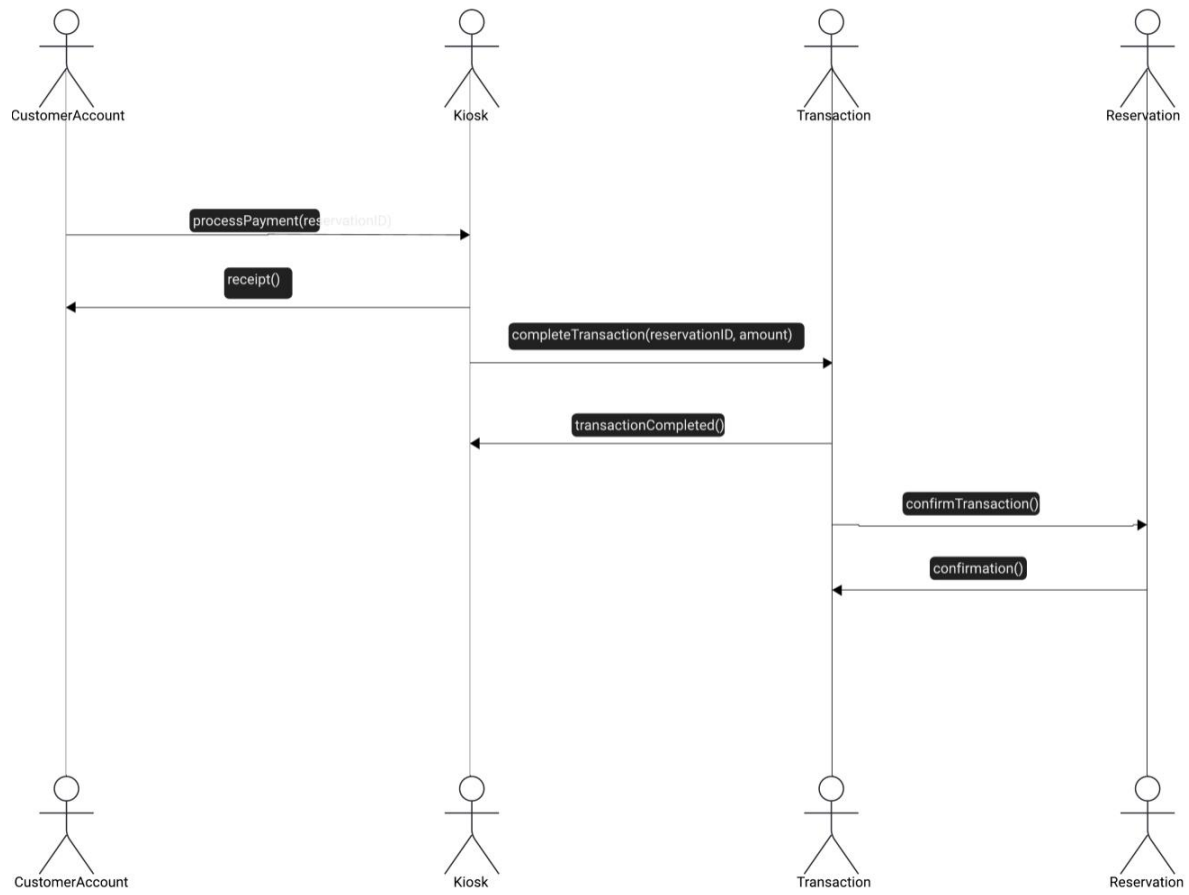 CustomerAccount
Kiosk
Transaction
Reservation
processPayment(reservationID)
receipt()
completeTransaction(reservationID, amount)
transactionCompleted()
confirmTransaction()
confirmation()
CustomerAccount
Kiosk
Transaction
Reservation